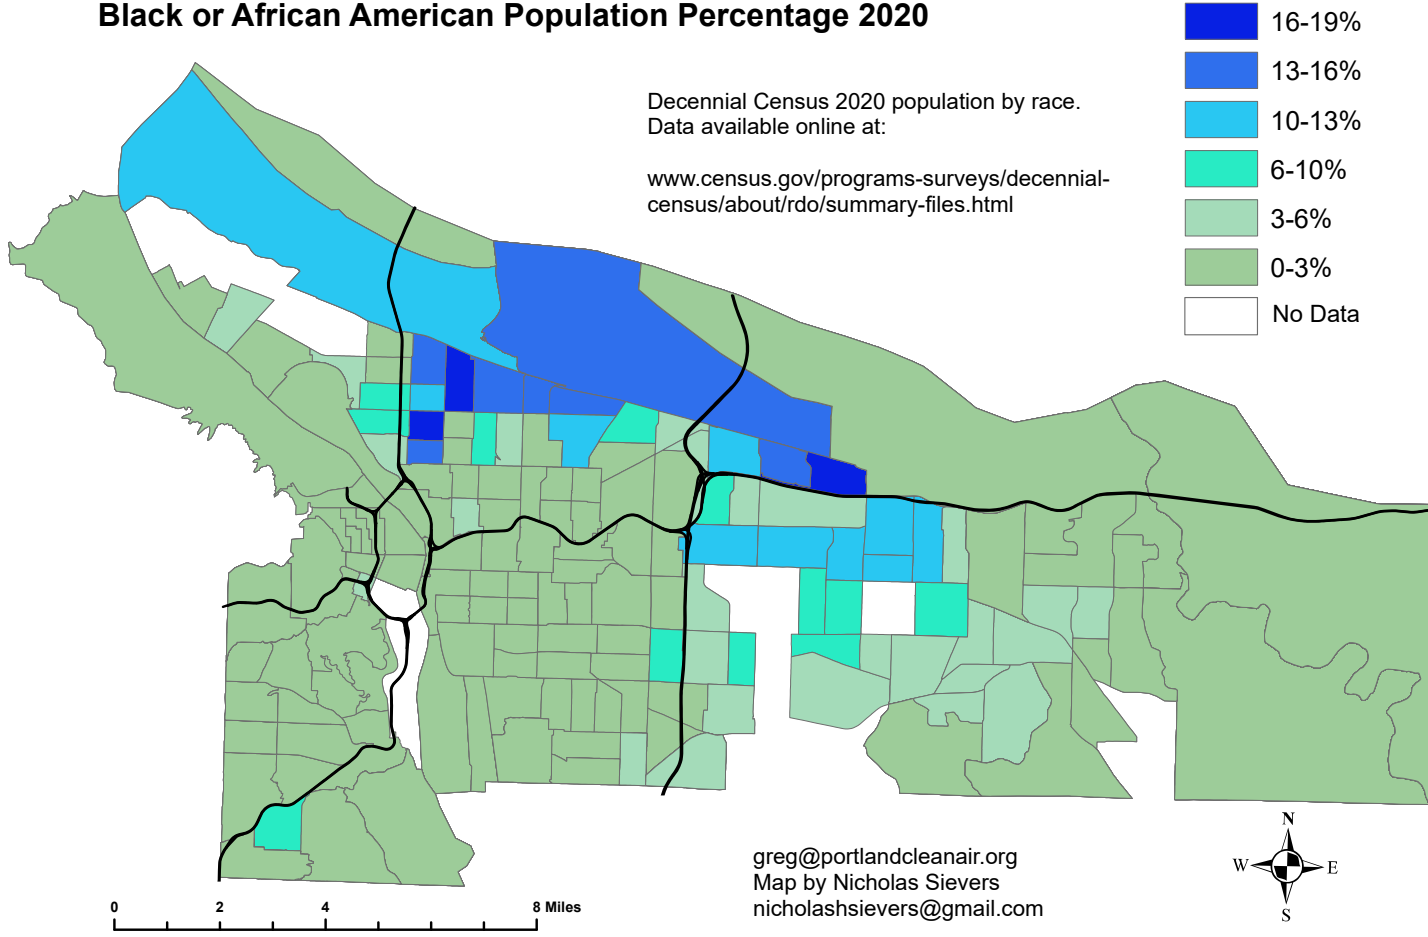 Black or African American Population Percentage 2020
16-19%
13-16%
10-13%
6-10%
3-6%
0-3%
No Data
Decennial Census 2020 population by race.
Data available online at:
www.census.gov/programs-surveys/decennial-
census/about/rdo/summary-files.html
N
W
E
S
greg@portlandcleanair.org
Map by Nicholas Sievers
nicholashsievers@gmail.com
0 2 4 8 Miles